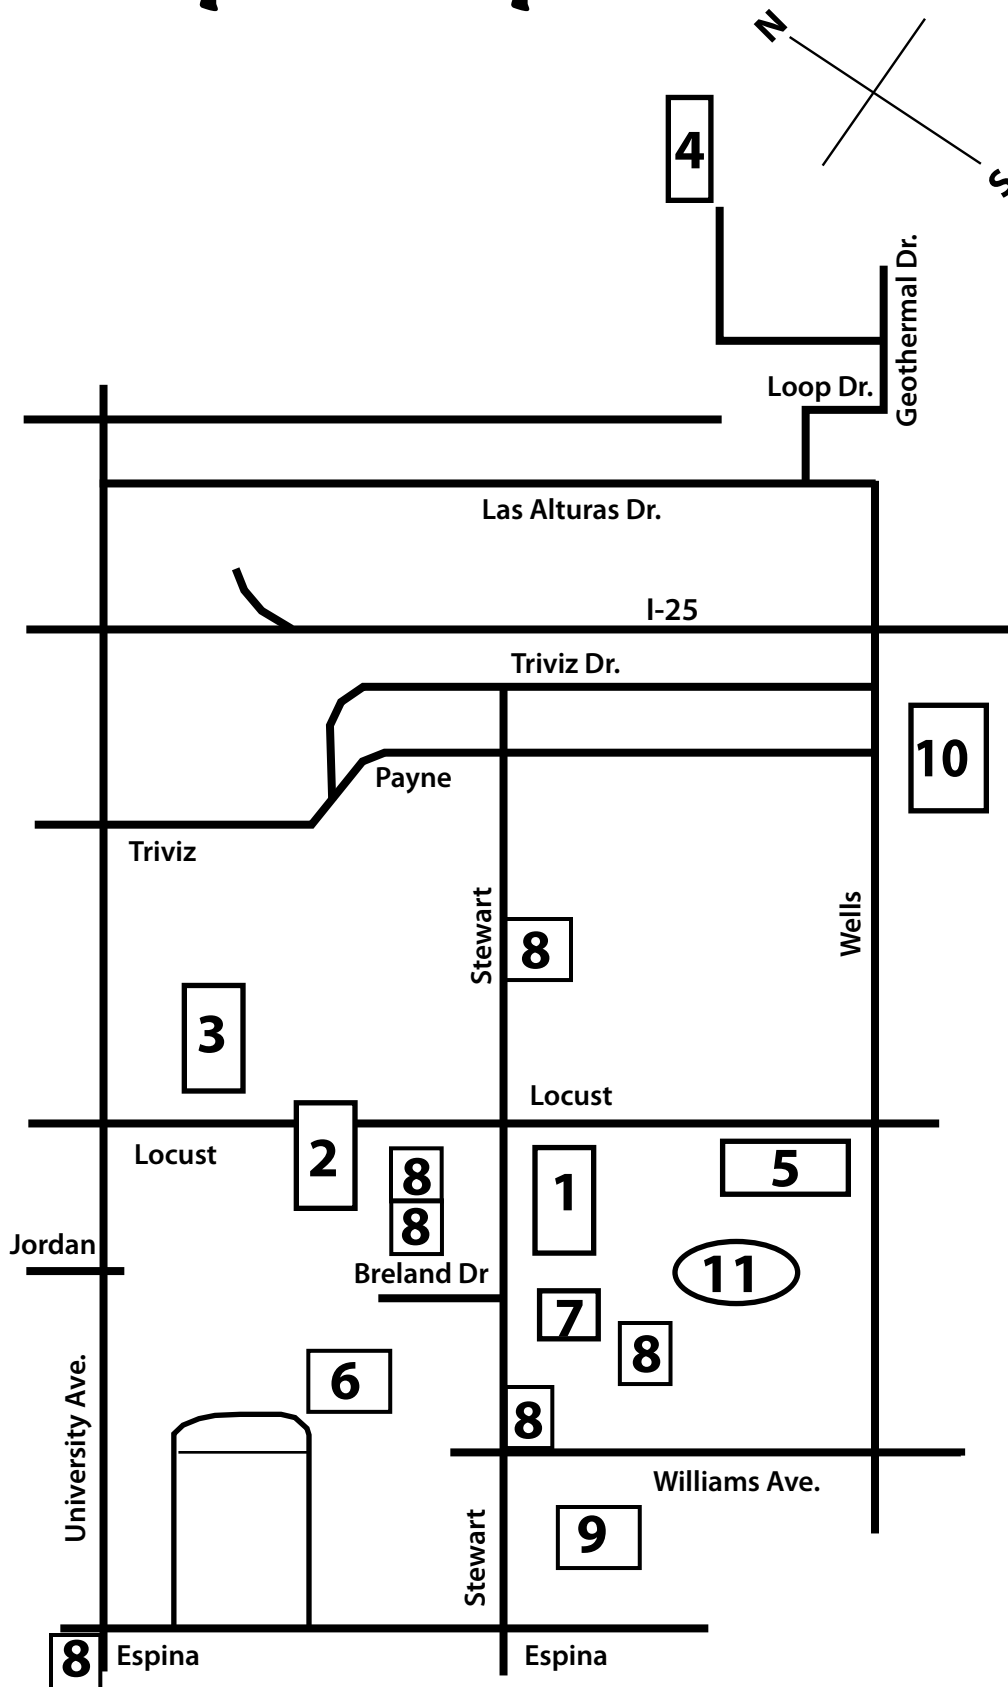 N
S
4
Geothermal Dr.
Loop Dr.
Las Alturas Dr.
I-25
Triviz Dr.
10
Payne
Triviz
Stewart
8
Wells
3
Locust
Locust
2
8
1
5
8
Jordan
Breland Dr
11
7
8
6
8
University Ave.
Williams Ave.
Stewart
9
8
Espina
Espina